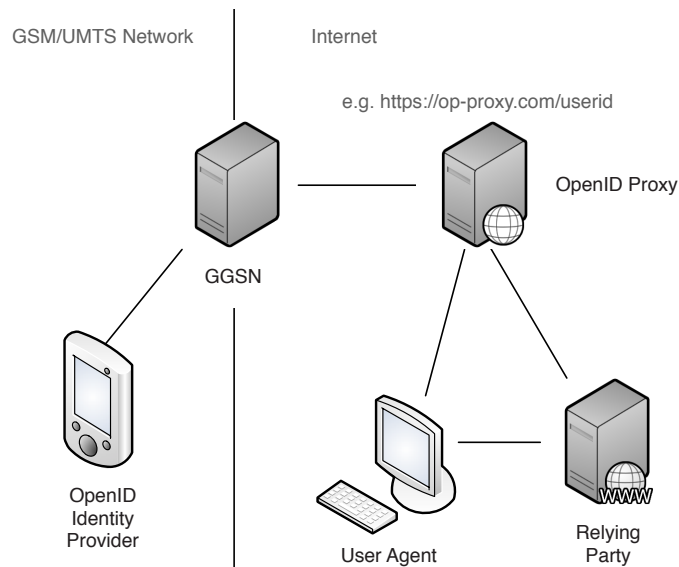 GSM/UMTS Network
Internet
e.g. https://op-proxy.com/userid
OpenID Proxy
GGSN
OpenID
Identity
Provider
User Agent
WWW
Relying
Party